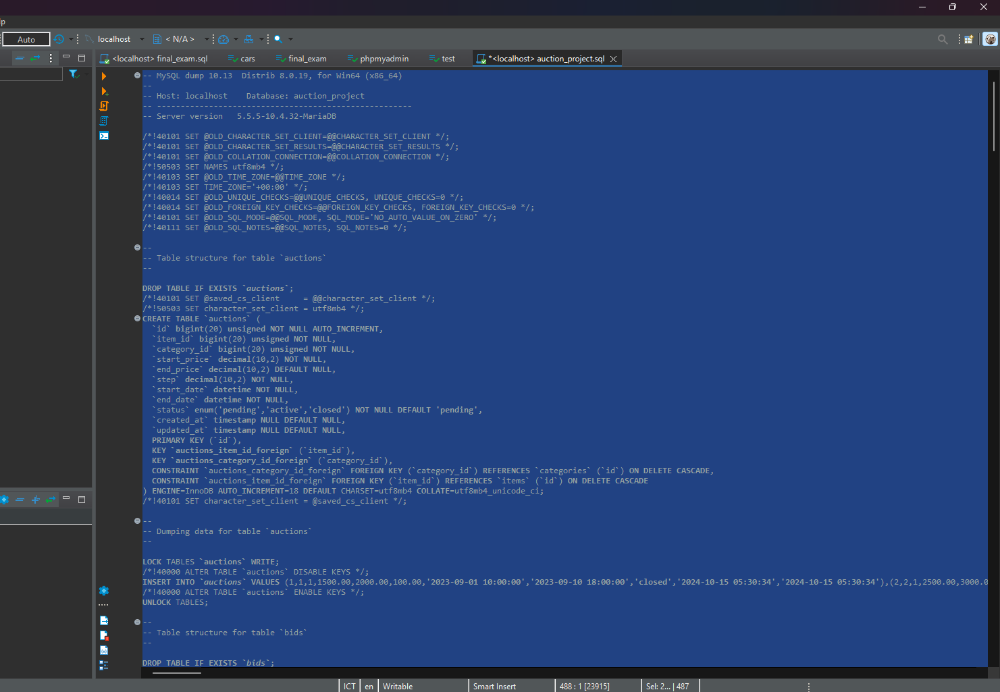 lp
Auto
localhost
< N/A >
<localhost> final_exam.sql
cars
final_exam
phpmyadmin
test
*<localhost> auction_project.sql
-- MySQL dump 10.13  Distrib 8.0.19, for Win64 (x86_64)
--
-- Host: localhost    Database: auction_project
-- ------------------------------------------------------
-- Server version   5.5.5-10.4.32-MariaDB
/*!40101 SET @OLD_CHARACTER_SET_CLIENT=@@CHARACTER_SET_CLIENT */;
/*!40101 SET @OLD_CHARACTER_SET_RESULTS=@@CHARACTER_SET_RESULTS */;
/*!40101 SET @OLD_COLLATION_CONNECTION=@@COLLATION_CONNECTION */;
/*!50503 SET NAMES utf8mb4 */;
/*!40103 SET @OLD_TIME_ZONE=@@TIME_ZONE */;
/*!40103 SET TIME_ZONE='+00:00' */;
/*!40014 SET @OLD_UNIQUE_CHECKS=@@UNIQUE_CHECKS, UNIQUE_CHECKS=0 */;
/*!40014 SET @OLD_FOREIGN_KEY_CHECKS=@@FOREIGN_KEY_CHECKS, FOREIGN_KEY_CHECKS=0 */;
/*!40101 SET @OLD_SQL_MODE=@@SQL_MODE, SQL_MODE='NO_AUTO_VALUE_ON_ZERO' */;
/*!40111 SET @OLD_SQL_NOTES=@@SQL_NOTES, SQL_NOTES=0 */;
--
-- Table structure for table `auctions`
--
DROP TABLE IF EXISTS `auctions`;
/*!40101 SET @saved_cs_client     = @@character_set_client */;
/*!50503 SET character_set_client = utf8mb4 */;
CREATE TABLE `auctions` (
  `id` bigint(20) unsigned NOT NULL AUTO_INCREMENT,
  `item_id` bigint(20) unsigned NOT NULL,
  `category_id` bigint(20) unsigned NOT NULL,
  `start_price` decimal(10,2) NOT NULL,
  `end_price` decimal(10,2) DEFAULT NULL,
  `step` decimal(10,2) NOT NULL,
  `start_date` datetime NOT NULL,
  `end_date` datetime NOT NULL,
  `status` enum('pending','active','closed') NOT NULL DEFAULT 'pending',
  `created_at` timestamp NULL DEFAULT NULL,
  `updated_at` timestamp NULL DEFAULT NULL,
  PRIMARY KEY (`id`),
  KEY `auctions_item_id_foreign` (`item_id`),
  KEY `auctions_category_id_foreign` (`category_id`),
  CONSTRAINT `auctions_category_id_foreign` FOREIGN KEY (`category_id`) REFERENCES `categories` (`id`) ON DELETE CASCADE,
  CONSTRAINT `auctions_item_id_foreign` FOREIGN KEY (`item_id`) REFERENCES `items` (`id`) ON DELETE CASCADE
) ENGINE=InnoDB AUTO_INCREMENT=18 DEFAULT CHARSET=utf8mb4 COLLATE=utf8mb4_unicode_ci;
/*!40101 SET character_set_client = @saved_cs_client */;
--
-- Dumping data for table `auctions`
--
LOCK TABLES `auctions` WRITE;
/*!40000 ALTER TABLE `auctions` DISABLE KEYS */;
INSERT INTO `auctions` VALUES (1,1,1,1500.00,2000.00,100.00,'2023-09-01 10:00:00','2023-09-10 18:00:00','closed','2024-10-15 05:30:34','2024-10-15 05:30:34'),(2,2,1,2500.00,3000.0
/*!40000 ALTER TABLE `auctions` ENABLE KEYS */;
UNLOCK TABLES;
--
-- Table structure for table `bids`
--
DROP TABLE IF EXISTS `bids`;
ICT
en
Writable
Smart Insert
488 : 1 [23915]
Sel: 2... | 487